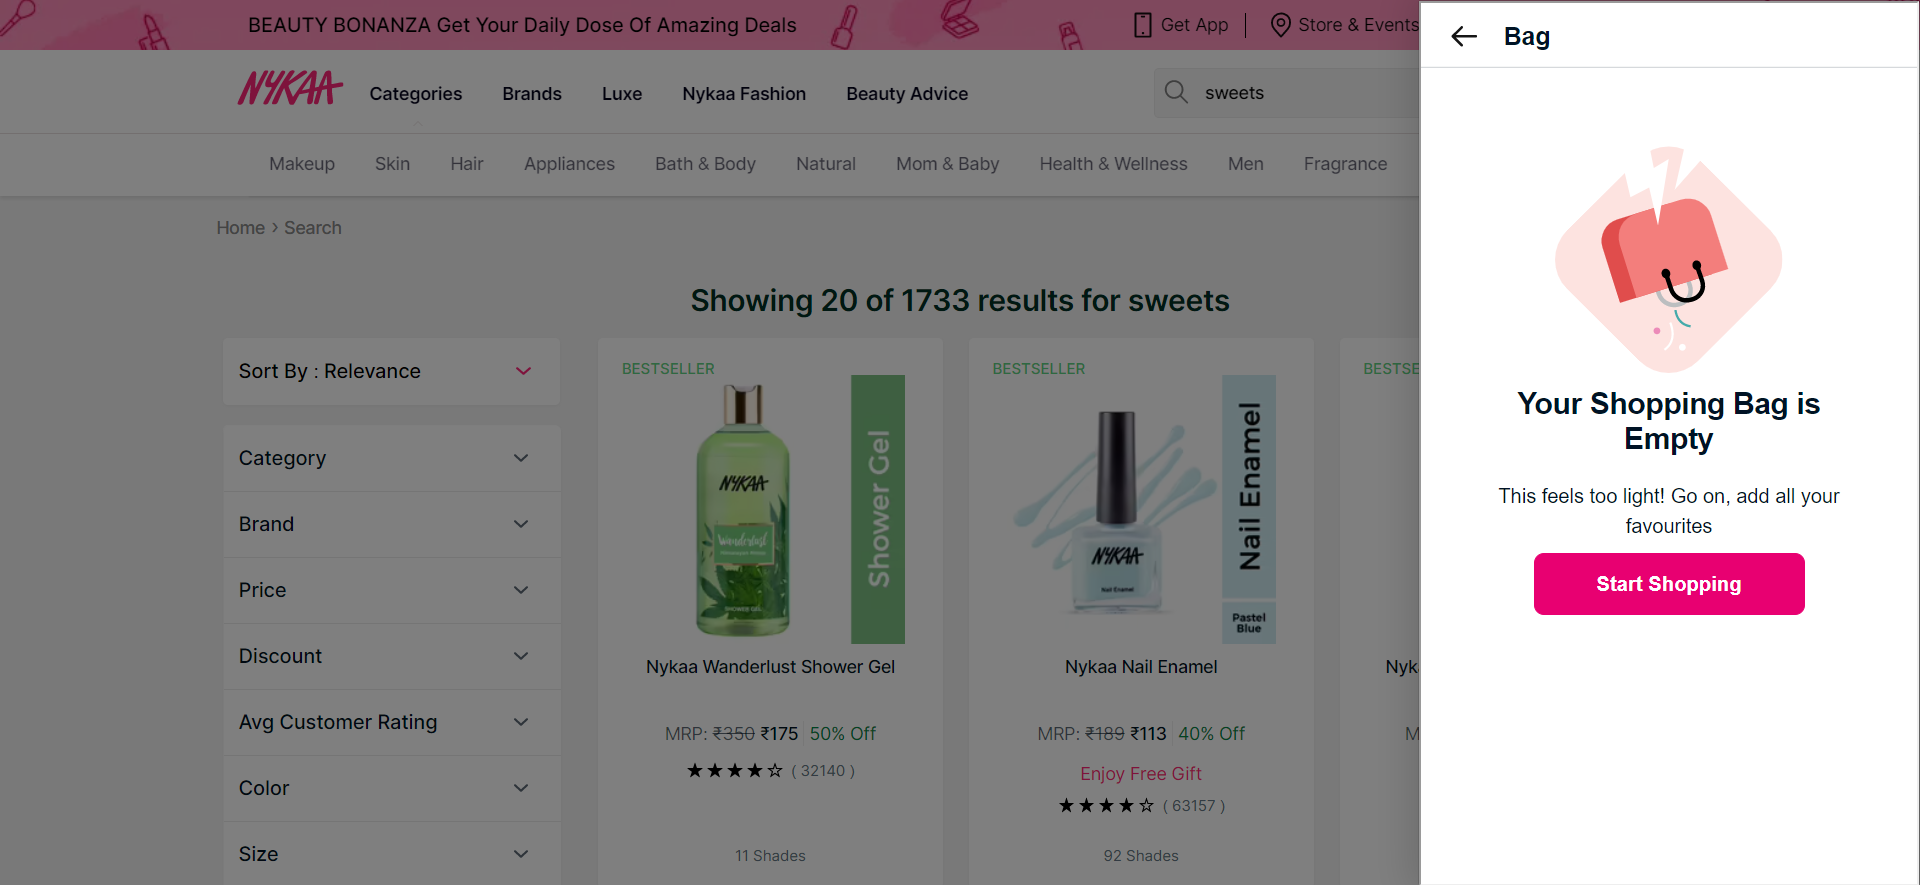 BEAUTY BONANZA Get Your Daily Dose Of Amazing Deals
Get App
Store & Events
NYKAA
Categories
Brands
Luxe
Nykaa Fashion
Beauty Advice
sweets
Makeup
Skin
Hair
Appliances
Bath & Body
Natural
Mom & Baby
Health & Wellness
Men
Fragrance
Home › Search
Showing 20 of 1733 results for sweets
Sort By : Relevance
Category
Brand
Price
Discount
Avg Customer Rating
Color
Size
BESTSELLER
NYKAA
Wanderlust
SHOWER GEL
Shower Gel
Nykaa Wanderlust Shower Gel
MRP: ₹350 ₹175 50% Off
( 32140 )
11 Shades
BESTSELLER
NYKAA
Nail Enamel
Nail Enamel
Pastel
Blue
Nykaa Nail Enamel
MRP: ₹189 ₹113 40% Off
Enjoy Free Gift
( 63157 )
92 Shades
BESTSE
Nyk
M
Bag
Your Shopping Bag is
Empty
This feels too light! Go on, add all your
favourites
Start Shopping